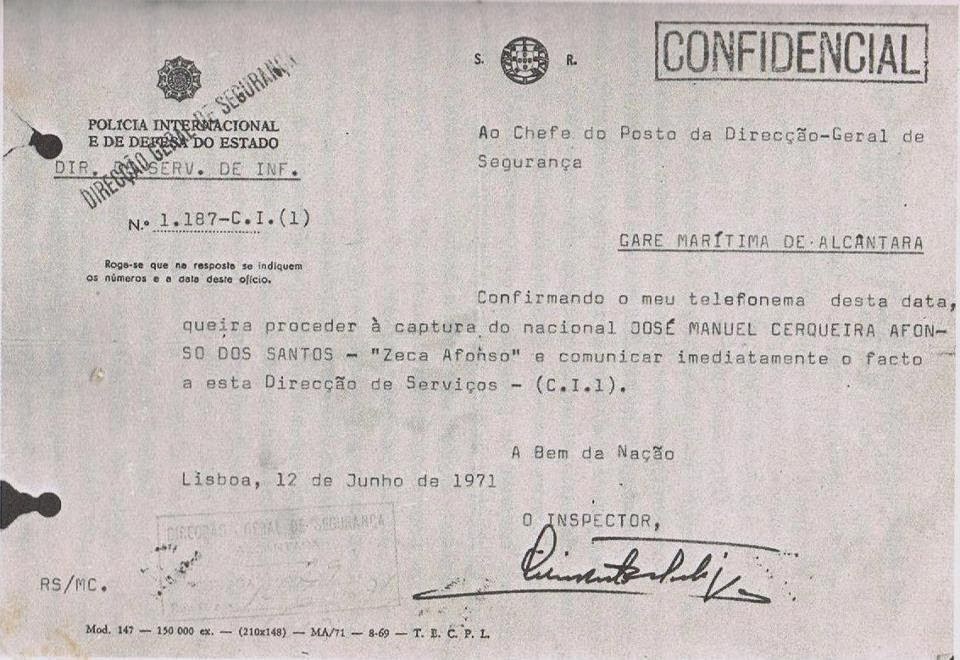 S. R.
CONFIDENCIAL
POLÍCIA INTERNACIONAL
E DE DEFESA DO ESTADO
DIRECÇÃO GERAL DE SEGURANÇA
DIR. DE SERV. DE INF.
N.º 1.187-C.I.(1)
Roga-se que na resposta se indiquem
os números e a data deste ofício.
Ao Chefe do Posto da Direcção-Geral de
Segurança
GARE MARÍTIMA DE ALCÂNTARA
Confirmando o meu telefonema desta data,
queira proceder à captura do nacional JOSÉ MANUEL CERQUEIRA AFON-
SO DOS SANTOS - "Zeca Afonso" e comunicar imediatamente o facto
a esta Direcção de Serviços - (C.I.1).
A Bem da Nação
Lisboa, 12 de Junho de 1971
O INSPECTOR,
RS/MC.
Mod. 147 — 150 000 ex. — (210x148) — MA/71 — 8-69 — T. E. C. P. L.